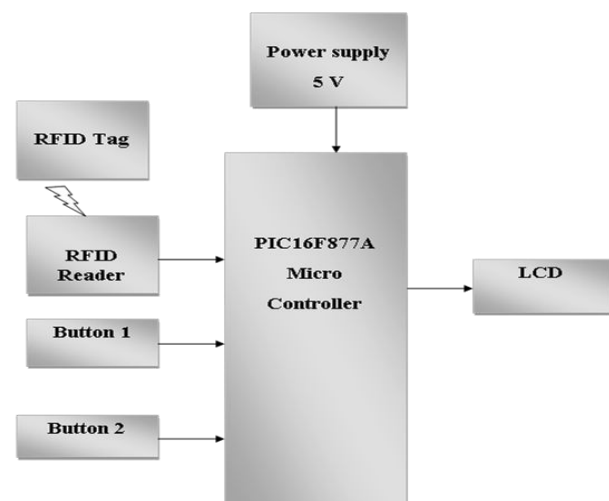 Power supply
5 V
RFID Tag
RFID
Reader
PIC16F877A
Micro
Controller
LCD
Button 1
Button 2